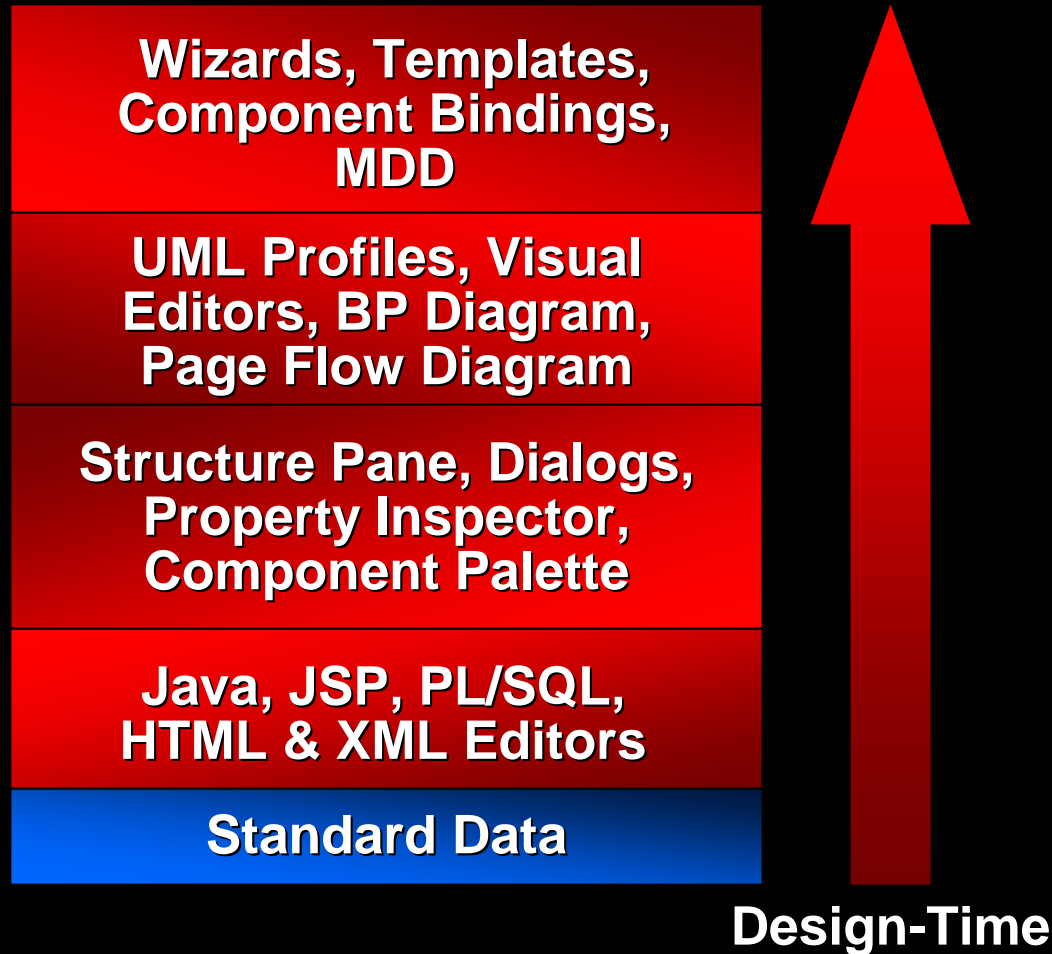 Wizards, Templates,
Component Bindings,
MDD
UML Profiles, Visual
Editors, BP Diagram,
Page Flow Diagram
Structure Pane, Dialogs,
Property Inspector,
Component Palette
Java, JSP, PL/SQL,
HTML & XML Editors
Standard Data
Design-Time